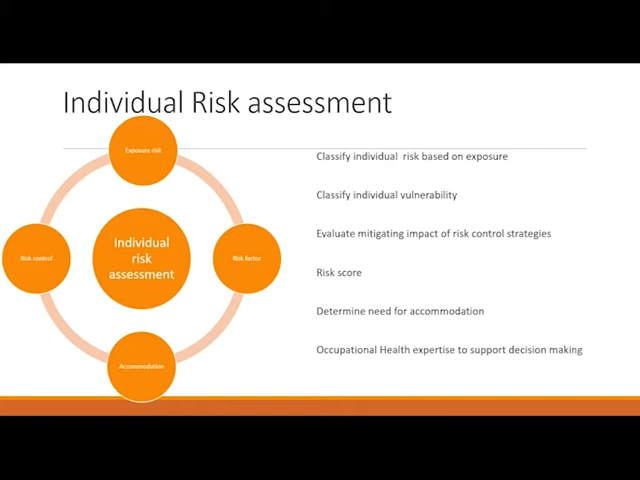 Individual Risk assessment
Exposure risk
Risk control
Individual
risk
assessment
Risk factor
Accommodation
Classify individual risk based on exposure
Classify individual vulnerability
Evaluate mitigating impact of risk control strategies
Risk score
Determine need for accommodation
Occupational Health expertise to support decision making